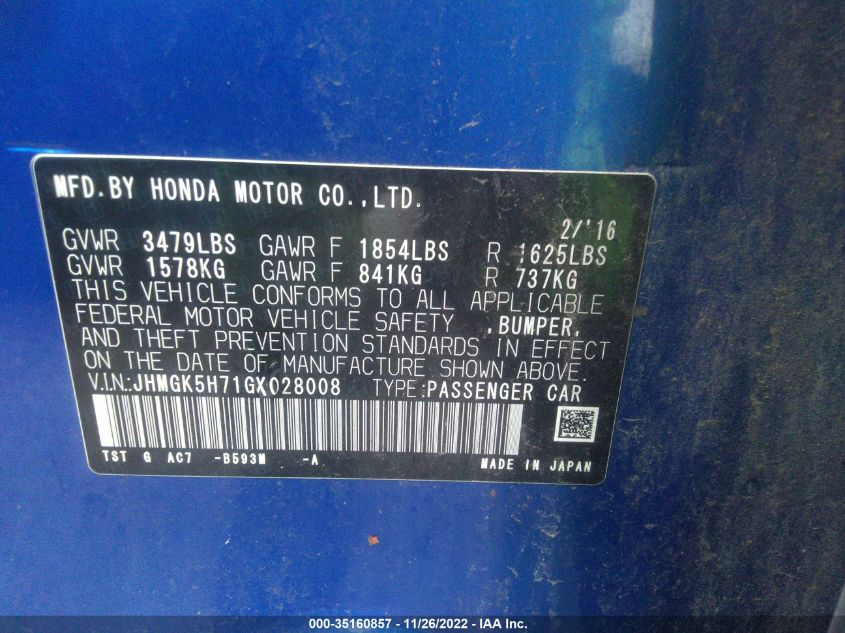 MFD.BY HONDA MOTOR CO.,LTD.
2/'16
GVWR 3479LBS GAWR F 1854LBS R 1625LBS
GVWR 1578KG GAWR F 841KG R 737KG
THIS VEHICLE CONFORMS TO ALL APPLICABLE
FEDERAL MOTOR VEHICLE SAFETY ,BUMPER,
AND THEFT PREVENTION STANDARDS IN EFFECT
ON THE DATE OF MANUFACTURE SHOWN ABOVE.
V.I.N.:JHMGK5H71GX028008 TYPE:PASSENGER CAR
TST G AC7 -B593M -A MADE IN JAPAN
000-35160857 - 11/26/2022 - IAA Inc.